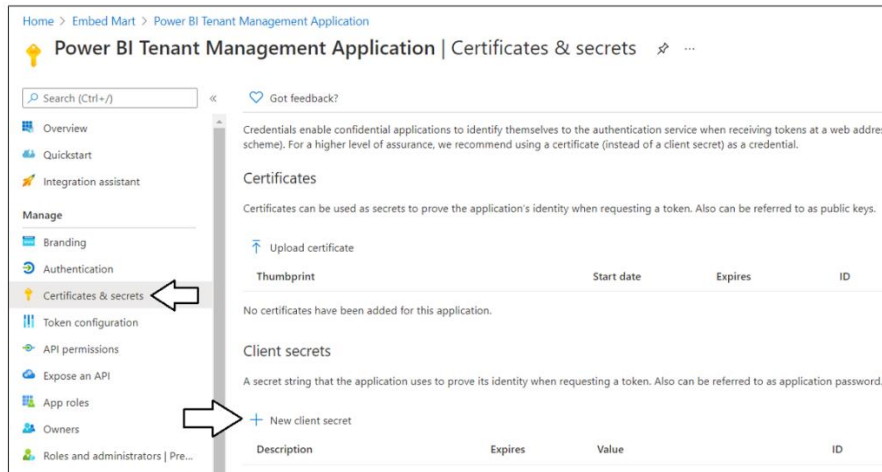 Home > Embed Mart > Power BI Tenant Management Application
Power BI Tenant Management Application | Certificates & secrets
Search (Ctrl+/)
Overview
Quickstart
Integration assistant
Manage
Branding
Authentication
Certificates & secrets
Token configuration
API permissions
Expose an API
App roles
Owners
Roles and administrators | Pre...
Got feedback?
Credentials enable confidential applications to identify themselves to the authentication service when receiving tokens at a web addre
scheme). For a higher level of assurance, we recommend using a certificate (instead of a client secret) as a credential.
Certificates
Certificates can be used as secrets to prove the application's identity when requesting a token. Also can be referred to as public keys.
Upload certificate
Thumbprint Start date Expires ID
No certificates have been added for this application.
Client secrets
A secret string that the application uses to prove its identity when requesting a token. Also can be referred to as application password.
New client secret
Description Expires Value ID